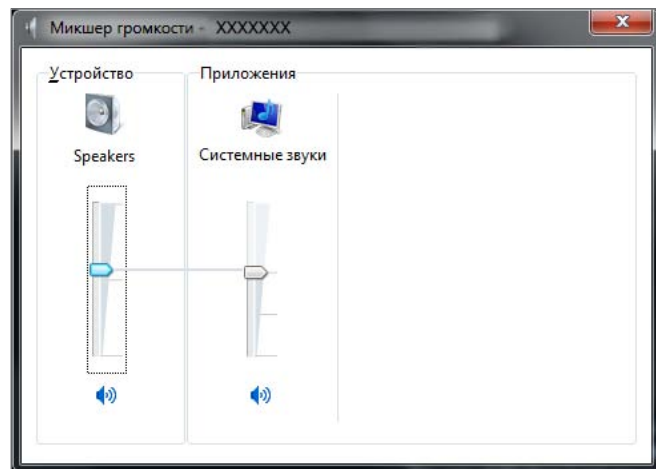 Микшер громкости - XXXXXXX
Устройство
Приложения
Speakers
Системные звуки